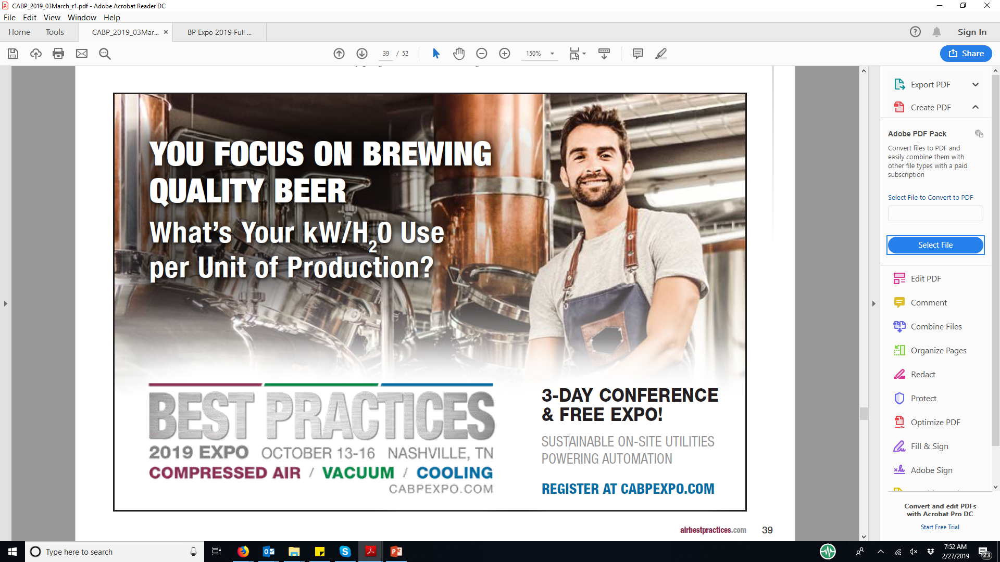 CABP_2019_03March_r1.pdf - Adobe Acrobat Reader DC
File Edit View Window Help
Home Tools CABP_2019_03Mar... × BP Expo 2019 Full ... Sign In
39 / 52 150% Share
YOU FOCUS ON BREWING
QUALITY BEER
What's Your kW/H2O Use
per Unit of Production?
BEST PRACTICES
2019 EXPO OCTOBER 13-16 NASHVILLE, TN
COMPRESSED AIR / VACUUM / COOLING
CABPEXPO.COM
3-DAY CONFERENCE
& FREE EXPO!
SUSTAINABLE ON-SITE UTILITIES
POWERING AUTOMATION
REGISTER AT CABPEXPO.COM
airbestpractices.com 39
Export PDF
Create PDF
Adobe PDF Pack
Convert files to PDF and
easily combine them with
other file types with a paid
subscription
Select File to Convert to PDF
Select File
Edit PDF
Comment
Combine Files
Organize Pages
Redact
Protect
Optimize PDF
Fill & Sign
Adobe Sign
Convert and edit PDFs
with Acrobat Pro DC
Start Free Trial
Type here to search
7:52 AM
2/27/2019
23